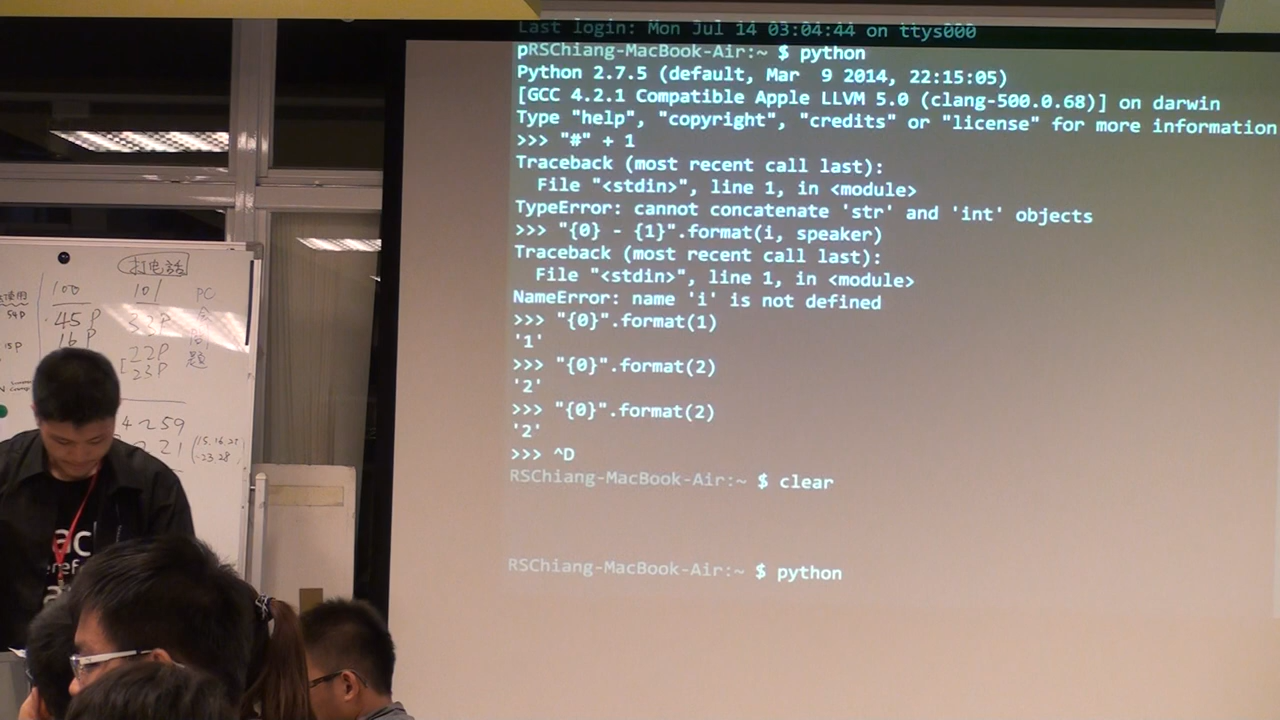 Last login: Mon Jul 14 03:04:44 on ttys000
pRSChiang-MacBook-Air:~ $ python
Python 2.7.5 (default, Mar  9 2014, 22:15:05)
[GCC 4.2.1 Compatible Apple LLVM 5.0 (clang-500.0.68)] on darwin
Type "help", "copyright", "credits" or "license" for more information
>>> "#" + 1
Traceback (most recent call last):
  File "<stdin>", line 1, in <module>
TypeError: cannot concatenate 'str' and 'int' objects
>>> "{0} - {1}".format(i, speaker)
Traceback (most recent call last):
  File "<stdin>", line 1, in <module>
NameError: name 'i' is not defined
>>> "{0}".format(1)
'1'
>>> "{0}".format(2)
'2'
>>> "{0}".format(2)
'2'
>>> ^D
RSChiang-MacBook-Air:~ $ clear
RSChiang-MacBook-Air:~ $ python
打电話
100 101 PC
54P 45P 33P
15P 16P 22P 題
23P
4259
21